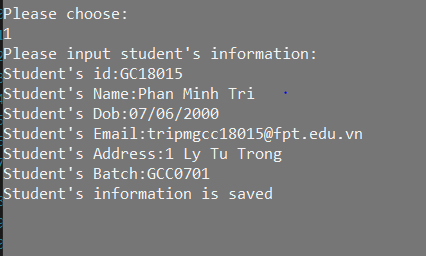 Please choose:
1
Please input student's information:
Student's id:GC18015
Student's Name:Phan Minh Tri
Student's Dob:07/06/2000
Student's Email:tripmgcc18015@fpt.edu.vn
Student's Address:1 Ly Tu Trong
Student's Batch:GCC0701
Student's information is saved